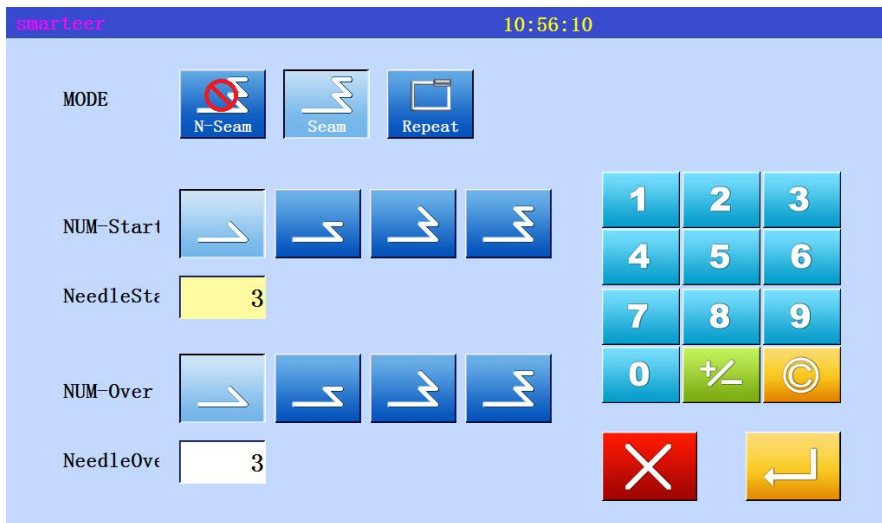 smarteer 10:56:10
MODE
N-Seam Seam Repeat
NUM-Start
1 2 3
4 5 6
NeedleSta 3
7 8 9
NUM-Over
0 +/- ©
NeedleOve 3